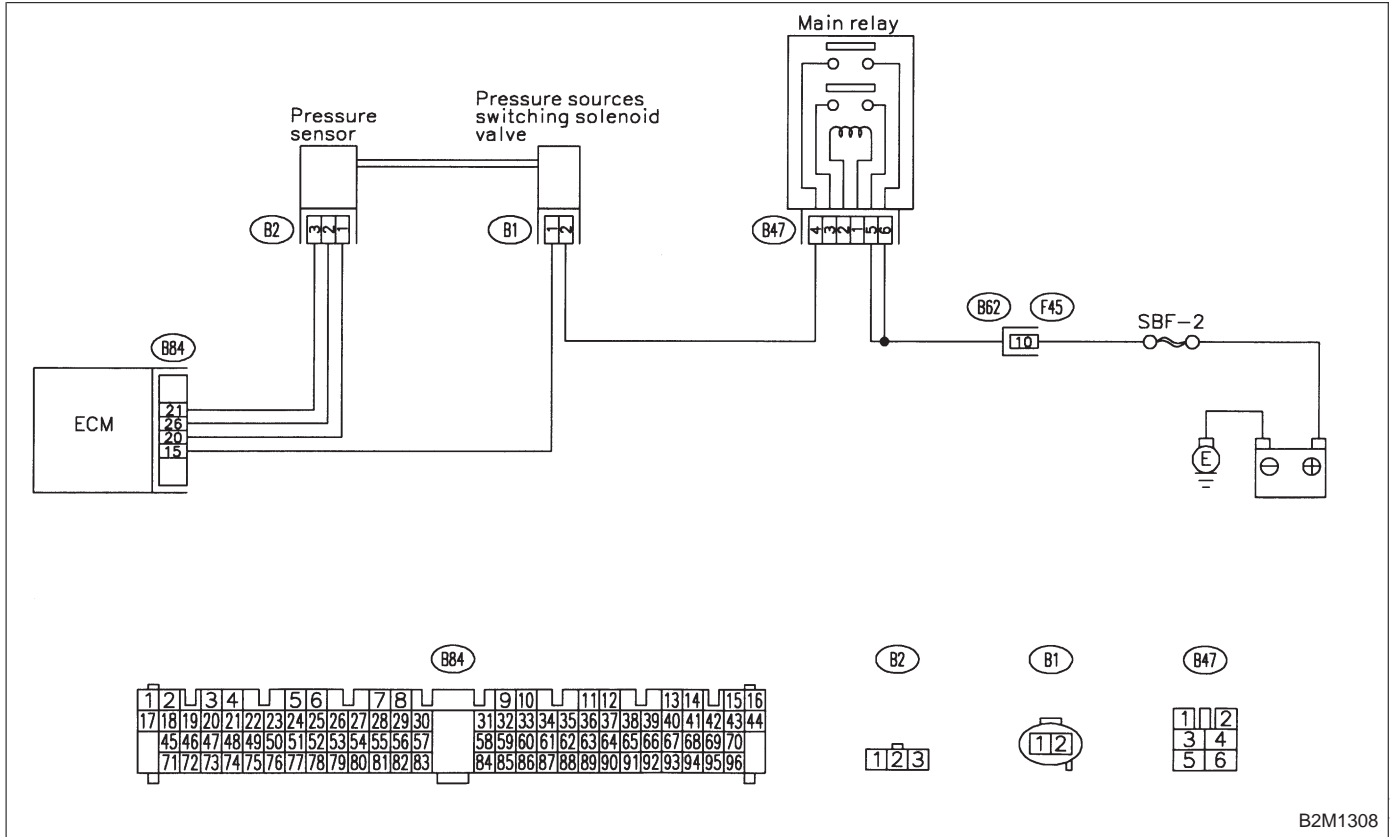 Main relay
Pressure sources
switching solenoid
valve
Pressure
sensor
B2
3 2 1
B1
1 2
B47
4 3 2 1 5 6
B62 F45
10
SBF-2
B84
ECM
21
26
20
15
E
⊖ ⊕
B84 B2 B1 B47
1 2 3 4 5 6 7 8 9 10 11 12 13 14 15 16
17 18 19 20 21 22 23 24 25 26 27 28 29 30 31 32 33 34 35 36 37 38 39 40 41 42 43 44
45 46 47 48 49 50 51 52 53 54 55 56 57 58 59 60 61 62 63 64 65 66 67 68 69 70
71 72 73 74 75 76 77 78 79 80 81 82 83 84 85 86 87 88 89 90 91 92 93 94 95 96
1 2 3
1 2
1 2
3 4
5 6
B2M1308